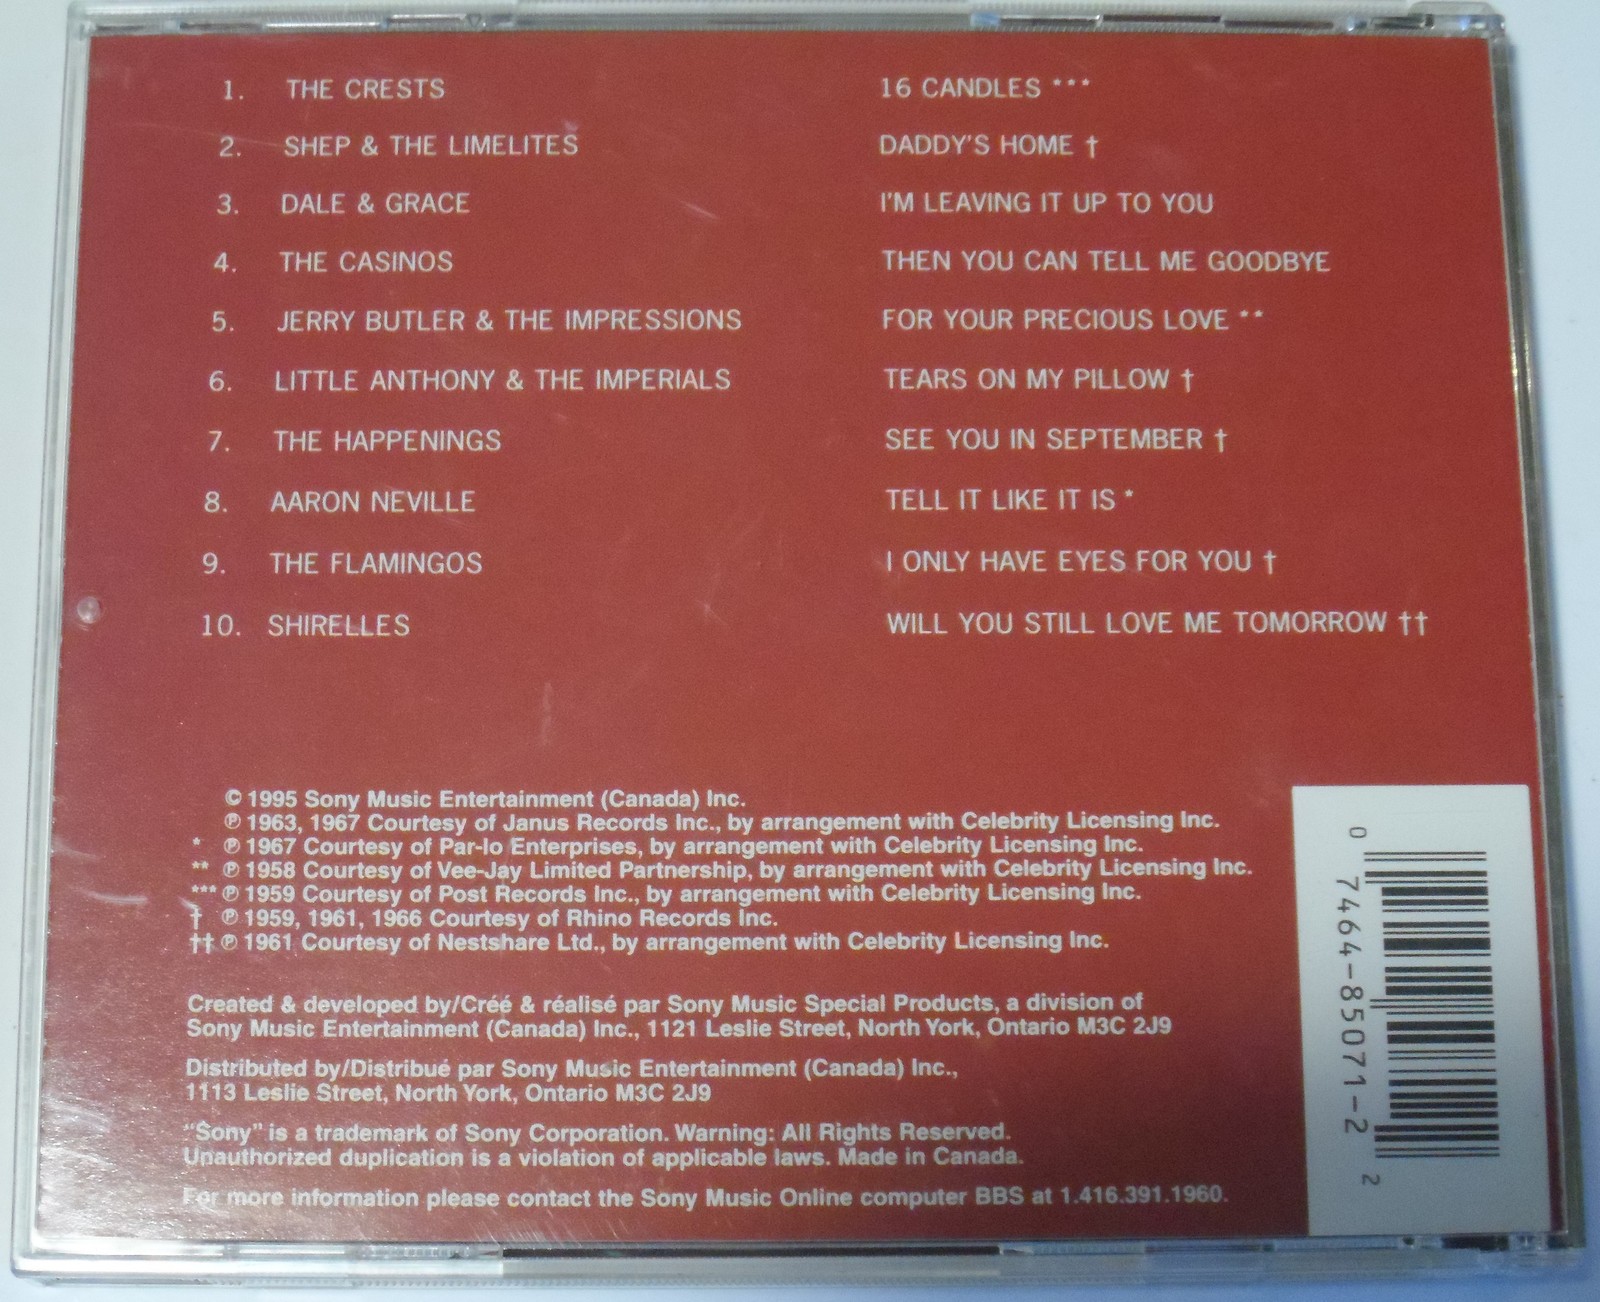 1. THE CRESTS 16 CANDLES ***
2. SHEP & THE LIMELITES DADDY'S HOME †
3. DALE & GRACE I'M LEAVING IT UP TO YOU
4. THE CASINOS THEN YOU CAN TELL ME GOODBYE
5. JERRY BUTLER & THE IMPRESSIONS FOR YOUR PRECIOUS LOVE **
6. LITTLE ANTHONY & THE IMPERIALS TEARS ON MY PILLOW †
7. THE HAPPENINGS SEE YOU IN SEPTEMBER †
8. AARON NEVILLE TELL IT LIKE IT IS *
9. THE FLAMINGOS I ONLY HAVE EYES FOR YOU †
10. SHIRELLES WILL YOU STILL LOVE ME TOMORROW ††
© 1995 Sony Music Entertainment (Canada) Inc.
℗ 1963, 1967 Courtesy of Janus Records Inc., by arrangement with Celebrity Licensing Inc.
* ℗ 1967 Courtesy of Par-lo Enterprises, by arrangement with Celebrity Licensing Inc.
** ℗ 1958 Courtesy of Vee-Jay Limited Partnership, by arrangement with Celebrity Licensing Inc.
*** ℗ 1959 Courtesy of Post Records Inc., by arrangement with Celebrity Licensing Inc.
† ℗ 1959, 1961, 1966 Courtesy of Rhino Records Inc.
†† ℗ 1961 Courtesy of Nestshare Ltd., by arrangement with Celebrity Licensing Inc.
Created & developed by/Créé & réalisé par Sony Music Special Products, a division of
Sony Music Entertainment (Canada) Inc., 1121 Leslie Street, North York, Ontario M3C 2J9
Distributed by/Distribué par Sony Music Entertainment (Canada) Inc.,
1113 Leslie Street, North York, Ontario M3C 2J9
"Sony" is a trademark of Sony Corporation. Warning: All Rights Reserved.
Unauthorized duplication is a violation of applicable laws. Made in Canada.
For more information please contact the Sony Music Online computer BBS at 1.416.391.1960.
0 7464-85071-2 2